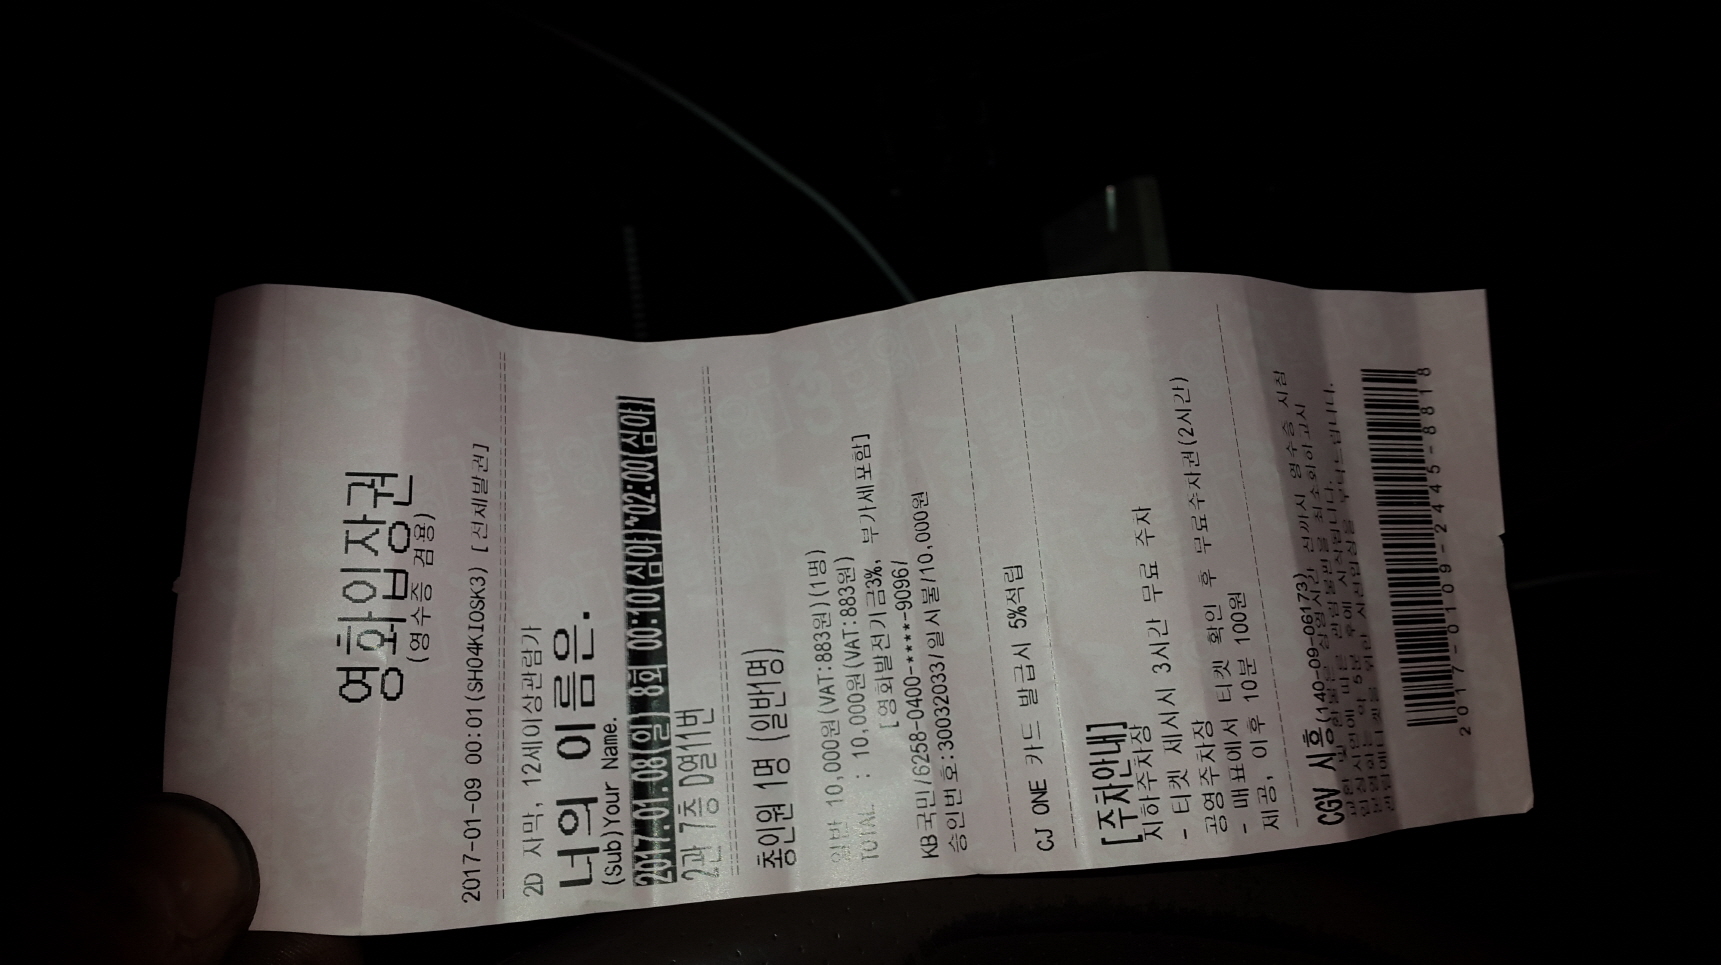 영화입장권
(영수증 겸용)
2017-01-09 00:01(SH04KIOSK3) [신체발권]
2D 자막, 12세이상관람가
너의 이름은.
(sub)Your Name.
2017.01.08(일) 8회 00:10(심야)~02:00(심야)
2관 7층 D열11번
총인원 1명 (일반1명)
일반 10,000원(VAT:883원)(1명)
TOTAL : 10,000원(VAT:883원)
[영화발전기금3%, 부가세포함]
KB국민/6258-0400-****-9096/
승인번호:30032033/일시불/10,000원
CJ ONE 카드 발급시 5%적립
[주차안내]
지하주차장
- 티켓 제시시 3시간 무료 주차
공영주차장
- 매표에서 티켓 확인 후 무료주차권(2시간)
제공, 이후 10분 100원
CGV 시흥(140-09-06173)
2017-0109-2445-8818